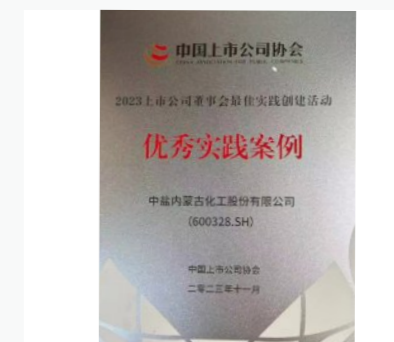 中国上市公司协会
2023上市公司董事会最佳实践创建活动
优秀实践案例
中盐内蒙古化工股份有限公司
(600328.SH)
中国上市公司协会
二零二三年十一月